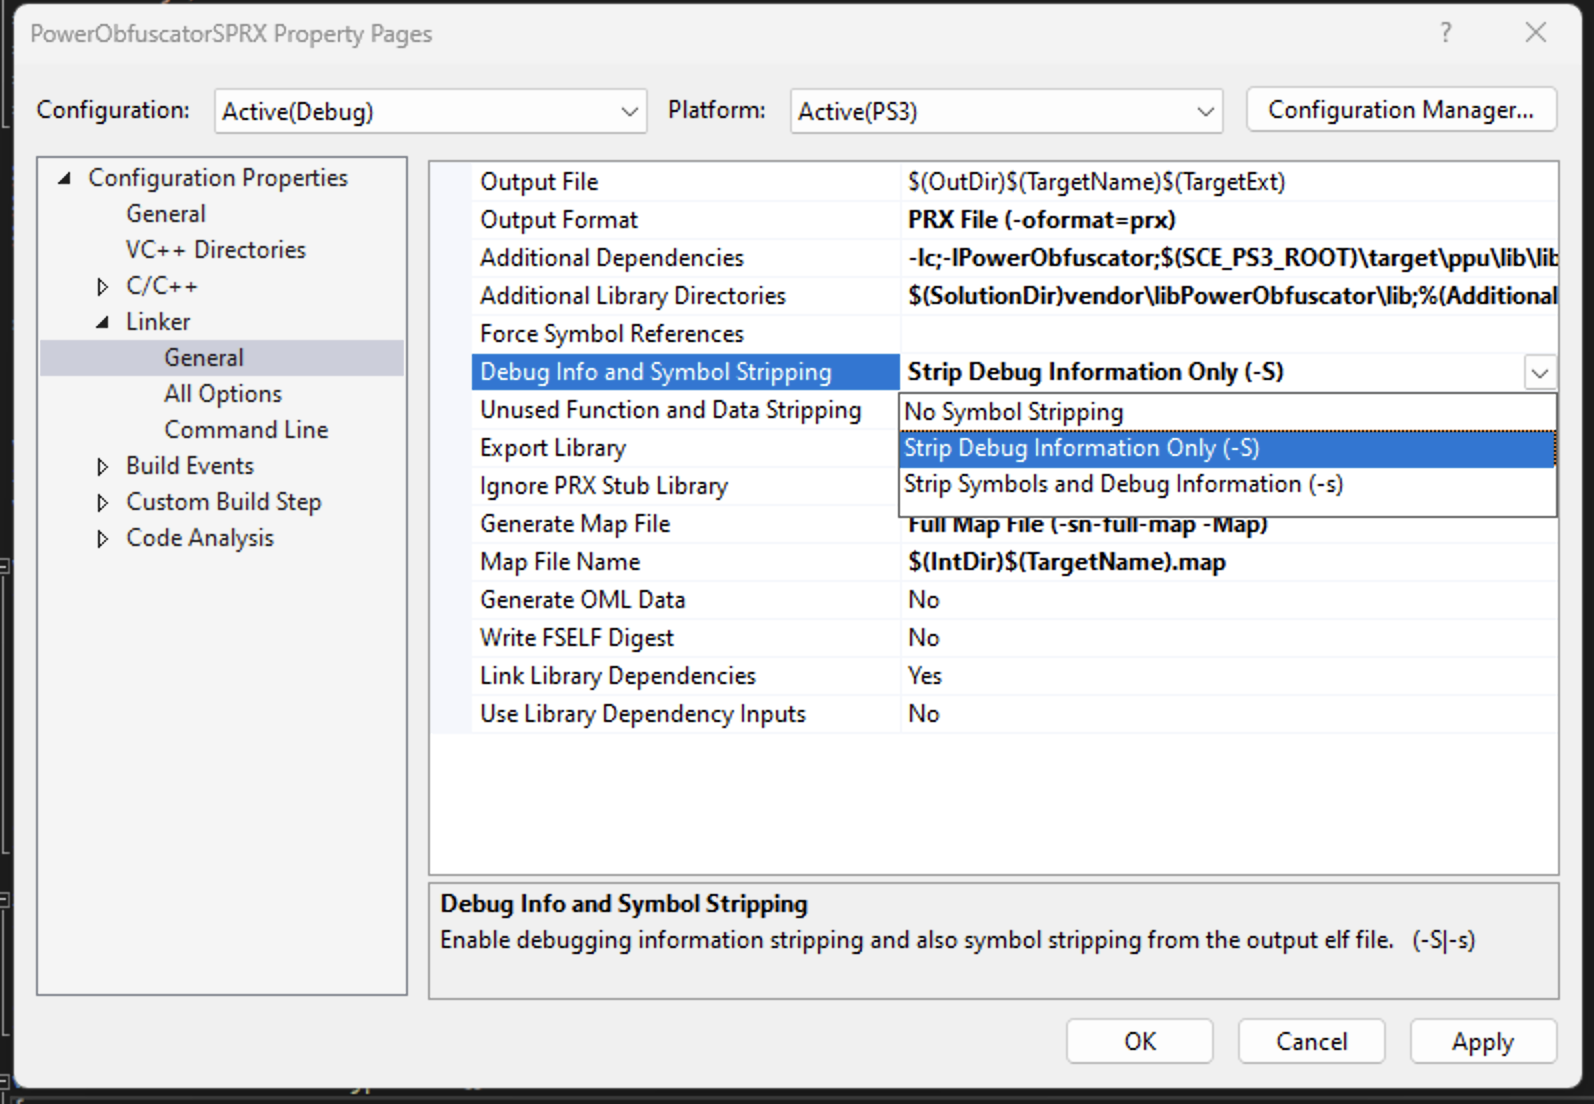 PowerObfuscatorSPRX Property Pages
?
Configuration: Active(Debug) Platform: Active(PS3) Configuration Manager...
Configuration Properties
General
VC++ Directories
C/C++
Linker
General
All Options
Command Line
Build Events
Custom Build Step
Code Analysis
Output File $(OutDir)$(TargetName)$(TargetExt)
Output Format PRX File (-oformat=prx)
Additional Dependencies -lc;-lPowerObfuscator;$(SCE_PS3_ROOT)\target\ppu\lib\lib
Additional Library Directories $(SolutionDir)vendor\libPowerObfuscator\lib;%(Additional
Force Symbol References
Debug Info and Symbol Stripping Strip Debug Information Only (-S)
No Symbol Stripping
Strip Debug Information Only (-S)
Strip Symbols and Debug Information (-s)
Unused Function and Data Stripping
Export Library
Ignore PRX Stub Library
Generate Map File Full Map File (-sn-full-map -Map)
Map File Name $(IntDir)$(TargetName).map
Generate OML Data No
Write FSELF Digest No
Link Library Dependencies Yes
Use Library Dependency Inputs No
Debug Info and Symbol Stripping
Enable debugging information stripping and also symbol stripping from the output elf file. (-S|-s)
OK Cancel Apply